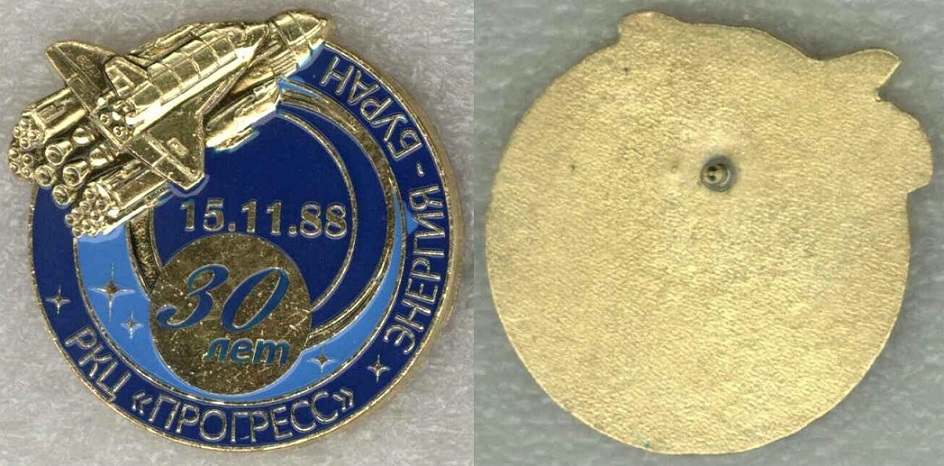 ЭНЕРГИЯ - БУРАН
15.11.88
30
лет
РКЦ «ПРОГРЕСС»